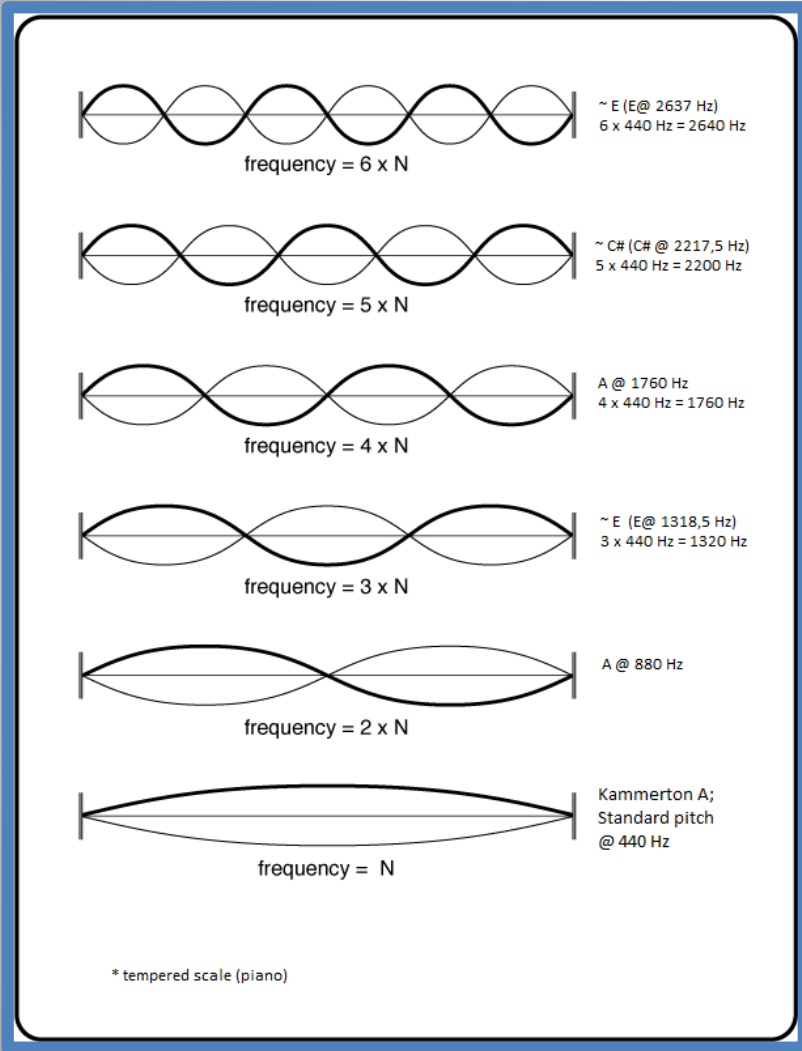 ~ E (E@ 2637 Hz)
6 x 440 Hz = 2640 Hz
frequency = 6 x N
~ C# (C# @ 2217,5 Hz)
5 x 440 Hz = 2200 Hz
frequency = 5 x N
A @ 1760 Hz
4 x 440 Hz = 1760 Hz
frequency = 4 x N
~ E (E@ 1318,5 Hz)
3 x 440 Hz = 1320 Hz
frequency = 3 x N
A @ 880 Hz
frequency = 2 x N
Kammerton A;
Standard pitch
@ 440 Hz
frequency = N
* tempered scale (piano)